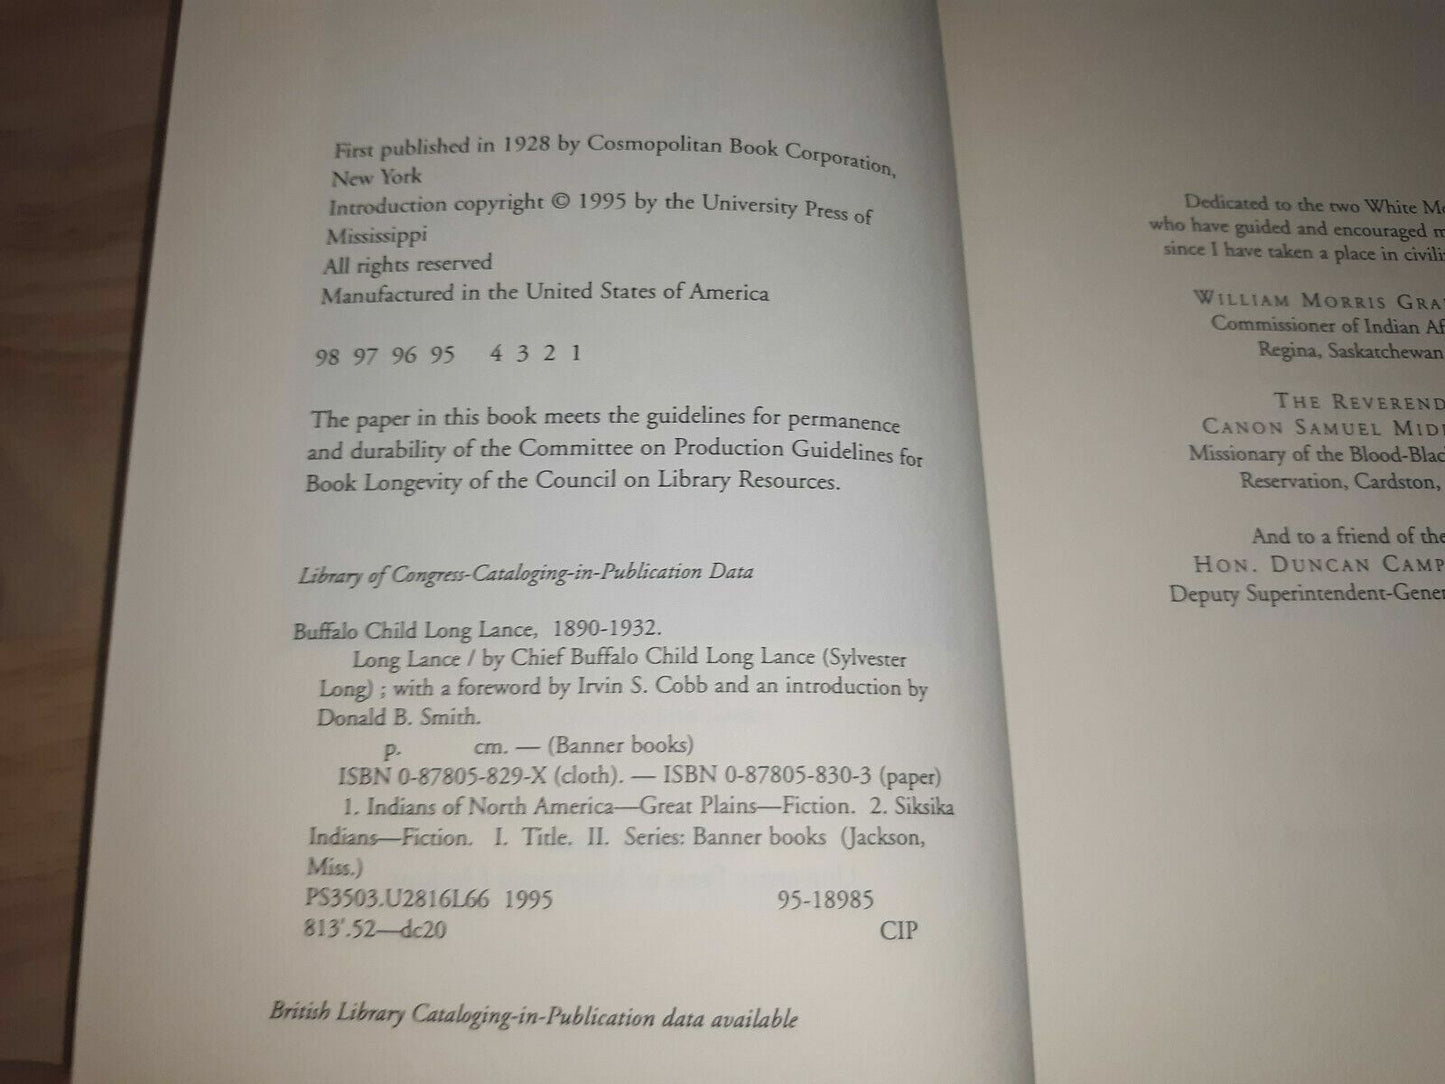 First published in 1928 by Cosmopolitan Book Corporation,
New York
Introduction copyright © 1995 by the University Press of
Mississippi
All rights reserved
Manufactured in the United States of America
98 97 96 95 4 3 2 1
The paper in this book meets the guidelines for permanence
and durability of the Committee on Production Guidelines for
Book Longevity of the Council on Library Resources.
Library of Congress-Cataloging-in-Publication Data
Buffalo Child Long Lance, 1890-1932.
Long Lance / by Chief Buffalo Child Long Lance (Sylvester
Long) ; with a foreword by Irvin S. Cobb and an introduction by
Donald B. Smith.
p. cm. — (Banner books)
ISBN 0-87805-829-X (cloth). — ISBN 0-87805-830-3 (paper)
1. Indians of North America—Great Plains—Fiction. 2. Siksika
Indians—Fiction. I. Title. II. Series: Banner books (Jackson,
Miss.)
PS3503.U2816L66 1995 95-18985
813'.52—dc20 CIP
British Library Cataloging-in-Publication data available
Dedicated to the two White
who have guided and encouraged
since I have taken a place in
WILLIAM MORRIS
Commissioner of Indian
Regina, Saskatchewan
THE REVEREND
CANON SAMUEL
Missionary of the
Reservation, Cardston,
And to a friend of the
HON. DUNCAN
Deputy